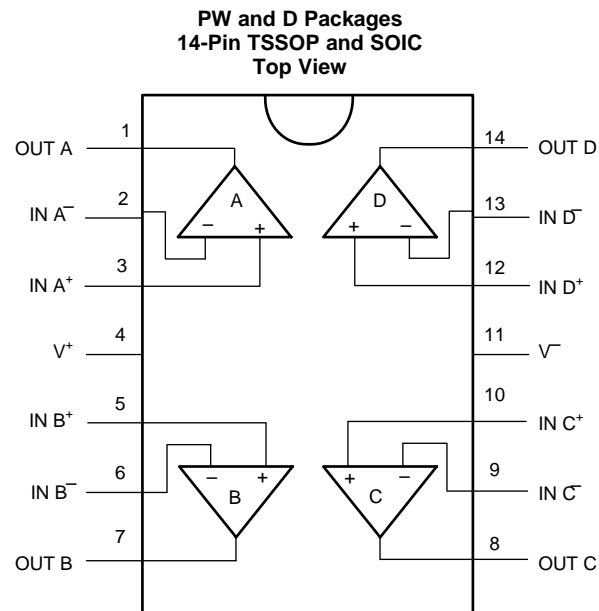 PW and D Packages
14-Pin TSSOP and SOIC
Top View
1
14
OUT A
OUT D
A
D
2
13
IN A–
IN D–
– +
+ –
3
12
IN A+
IN D+
4
11
V+
V–
5
10
IN B+
IN C+
– +
+ –
6
9
IN B–
IN C–
B
C
7
8
OUT B
OUT C